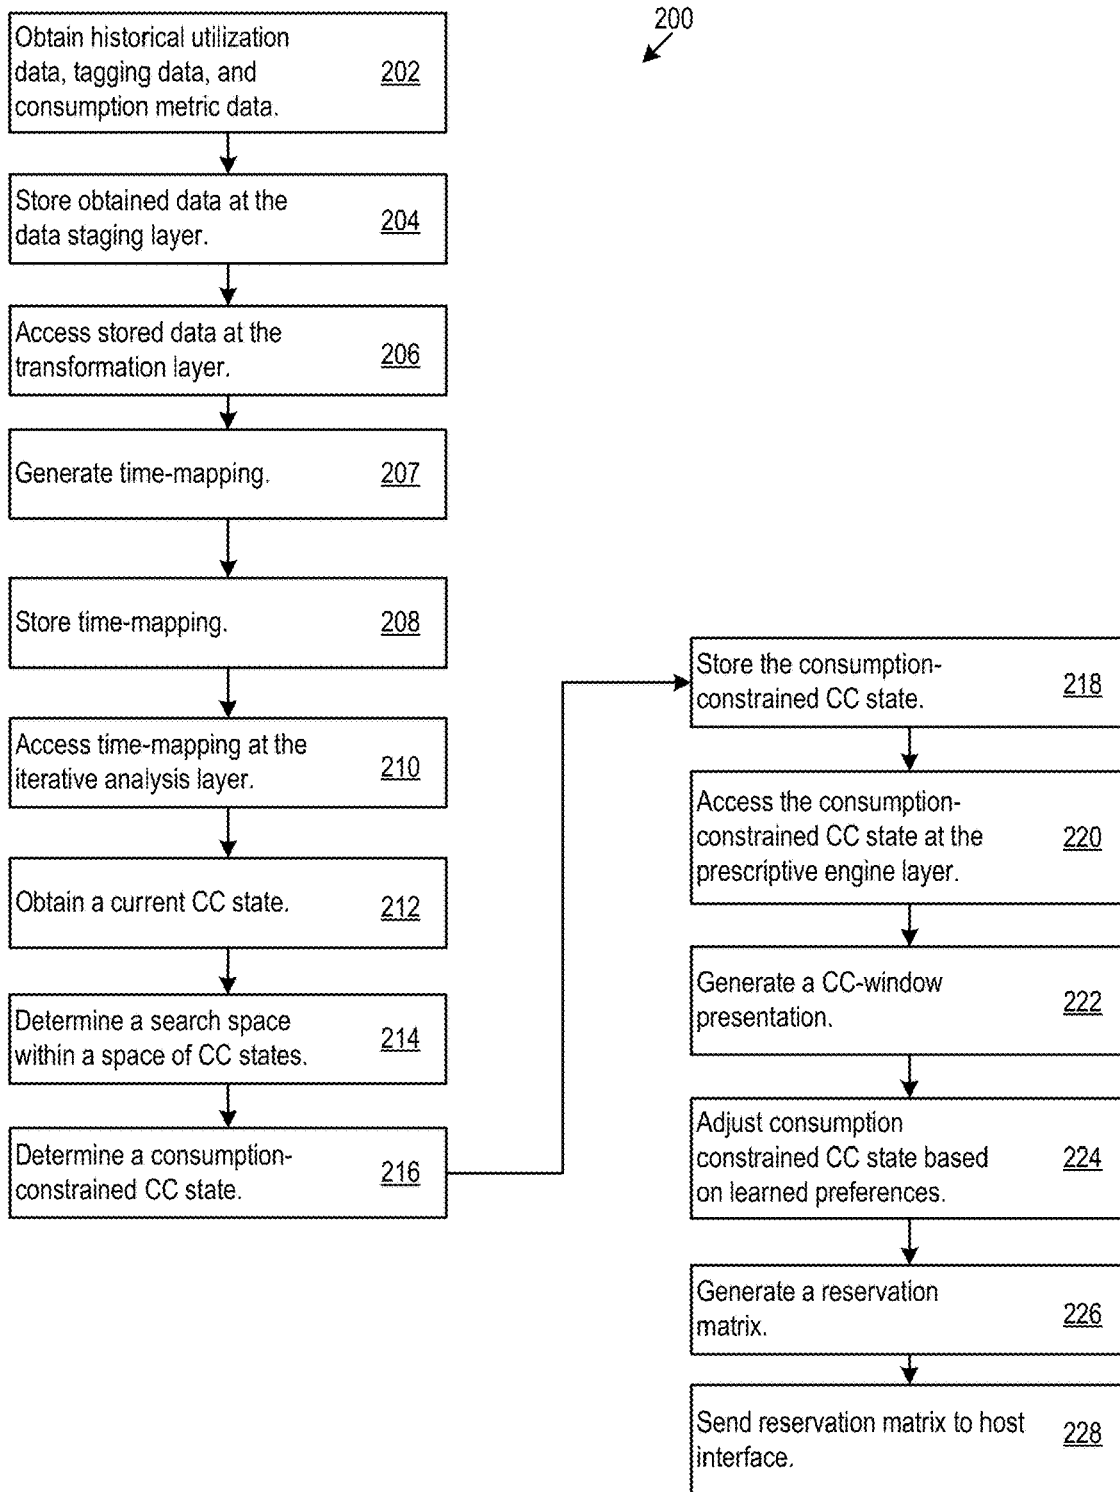 200
Obtain historical utilization
data, tagging data, and
consumption metric data.
202
Store obtained data at the
data staging layer.
204
Access stored data at the
transformation layer.
206
Generate time-mapping.
207
Store time-mapping.
208
Access time-mapping at the
iterative analysis layer.
210
Obtain a current CC state.
212
Determine a search space
within a space of CC states.
214
Determine a consumption-
constrained CC state.
216
Store the consumption-
constrained CC state.
218
Access the consumption-
constrained CC state at the
prescriptive engine layer.
220
Generate a CC-window
presentation.
222
Adjust consumption
constrained CC state based
on learned preferences.
224
Generate a reservation
matrix.
226
Send reservation matrix to host
interface.
228